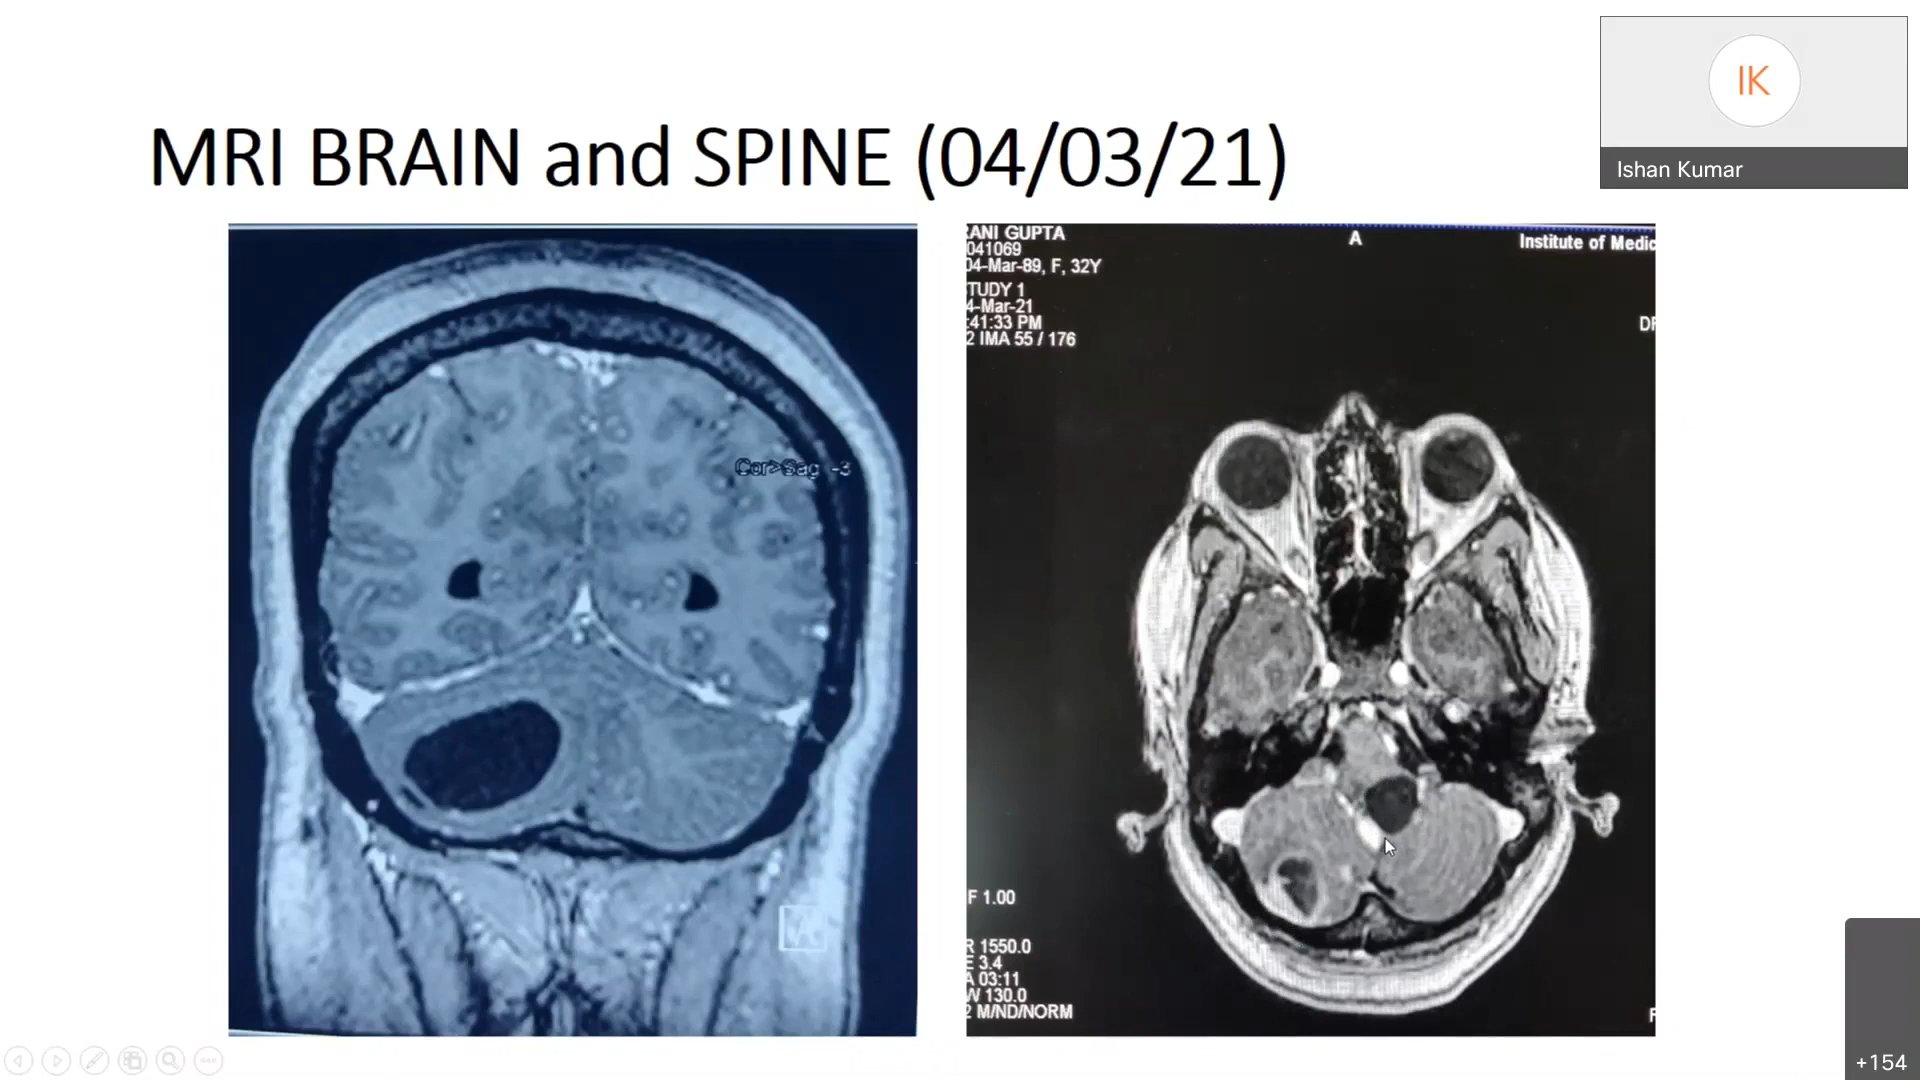 MRI BRAIN and SPINE (04/03/21)
IK
Ishan Kumar
Cor>Sag -3
A
RANI GUPTA
041069
04-Mar-89, F, 32Y
TUDY 1
4-Mar-21
:41:33 PM
2 IMA 55 / 176
A
Institute of Medic
DF
F 1.00
R 1550.0
E 3.4
A 03:11
W 130.0
2 M/ND/NORM
F
+154